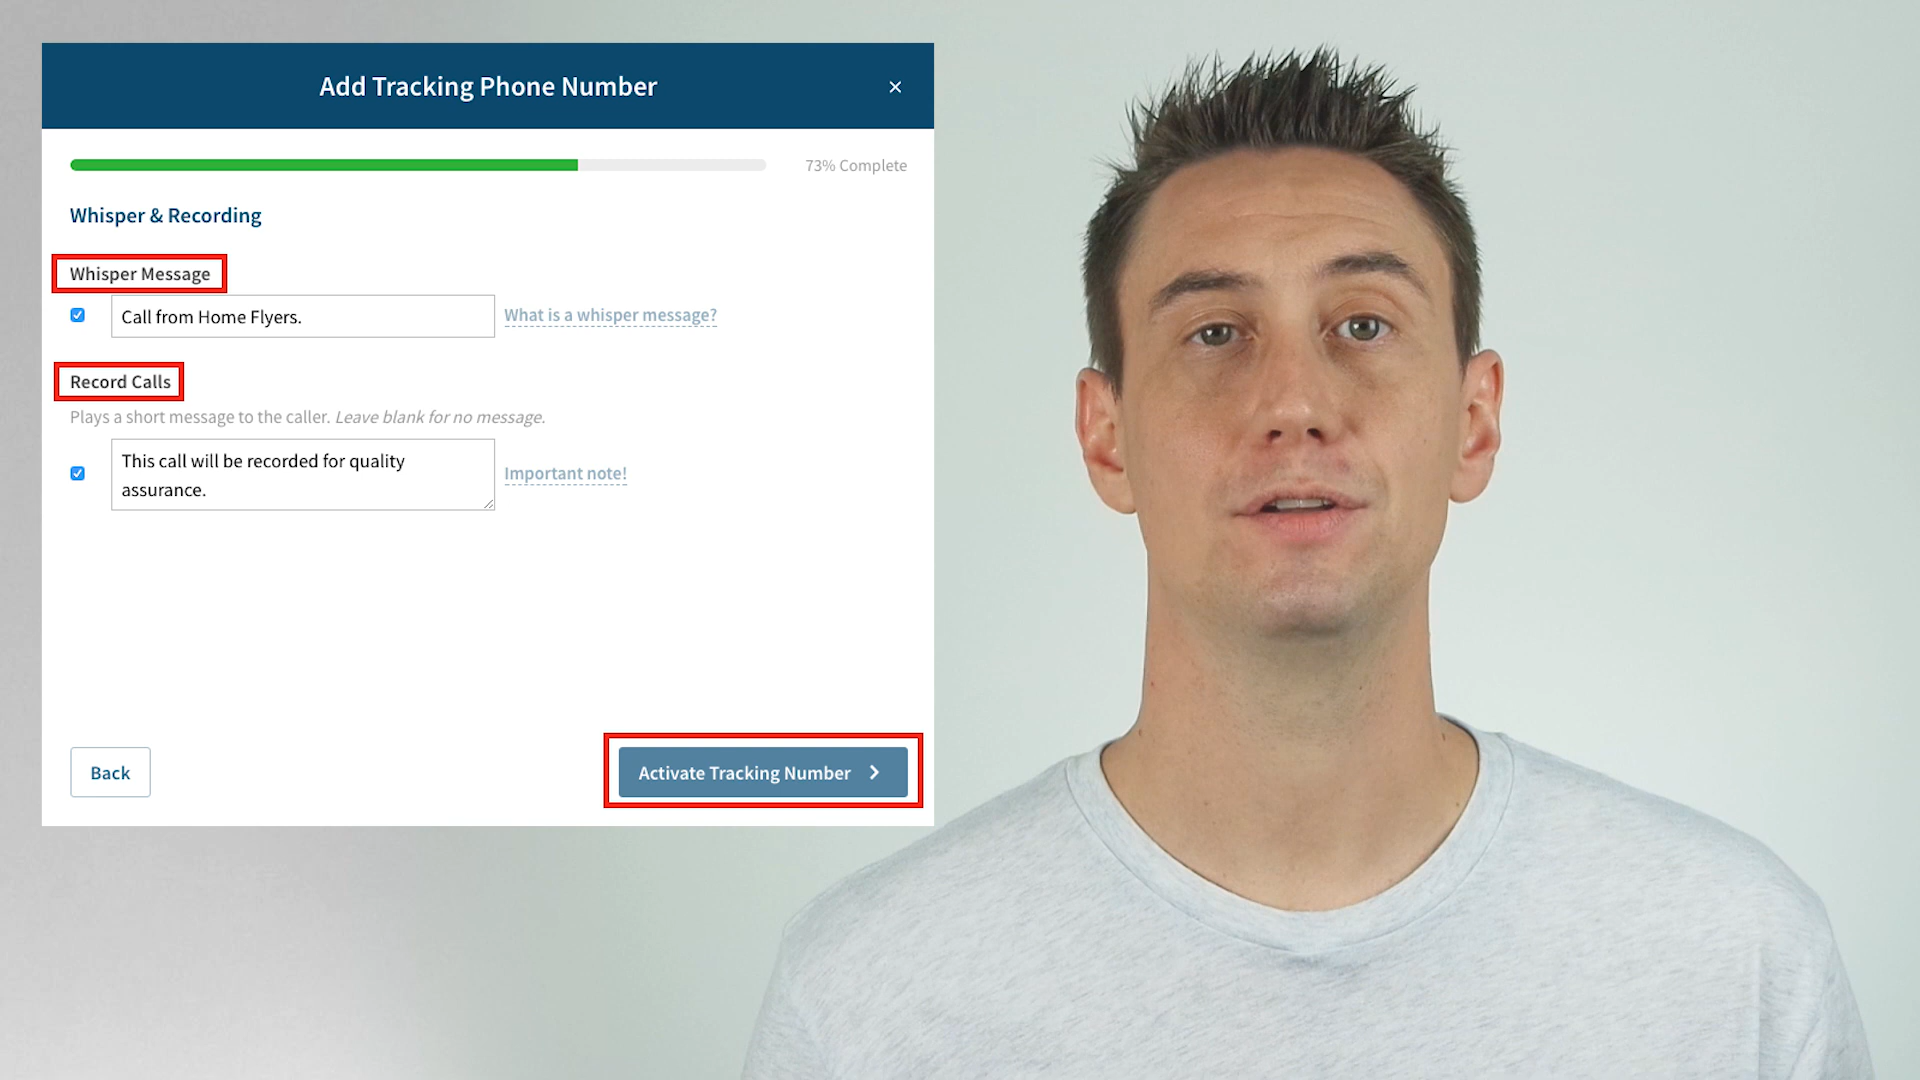 Add Tracking Phone Number
73% Complete
Whisper & Recording
Whisper Message
Call from Home Flyers.
What is a whisper message?
Record Calls
Plays a short message to the caller. Leave blank for no message.
This call will be recorded for quality
assurance.
Important note!
Back
Activate Tracking Number